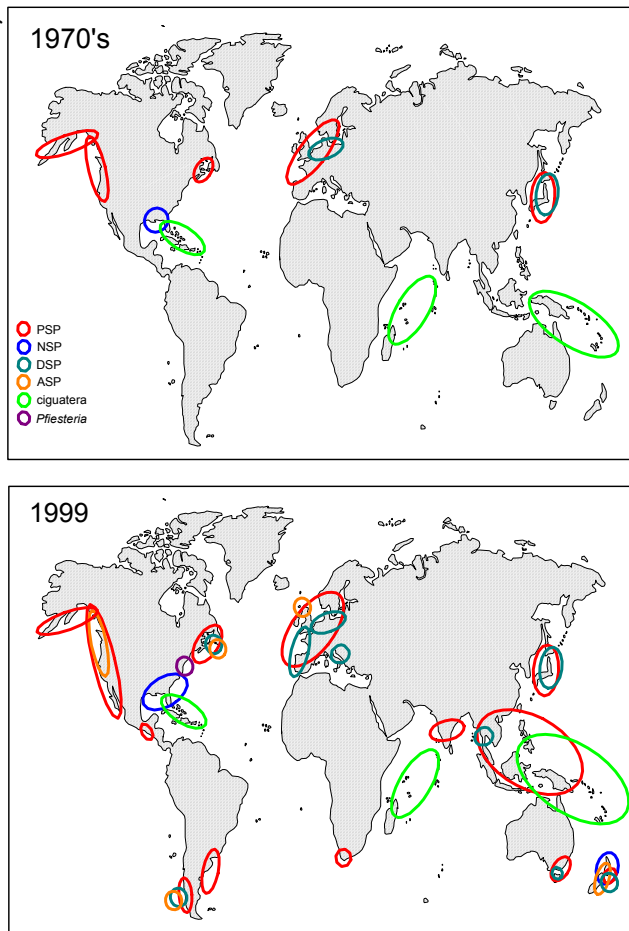 1970's
PSP
NSP
DSP
ASP
ciguatera
Pfiesteria
1999